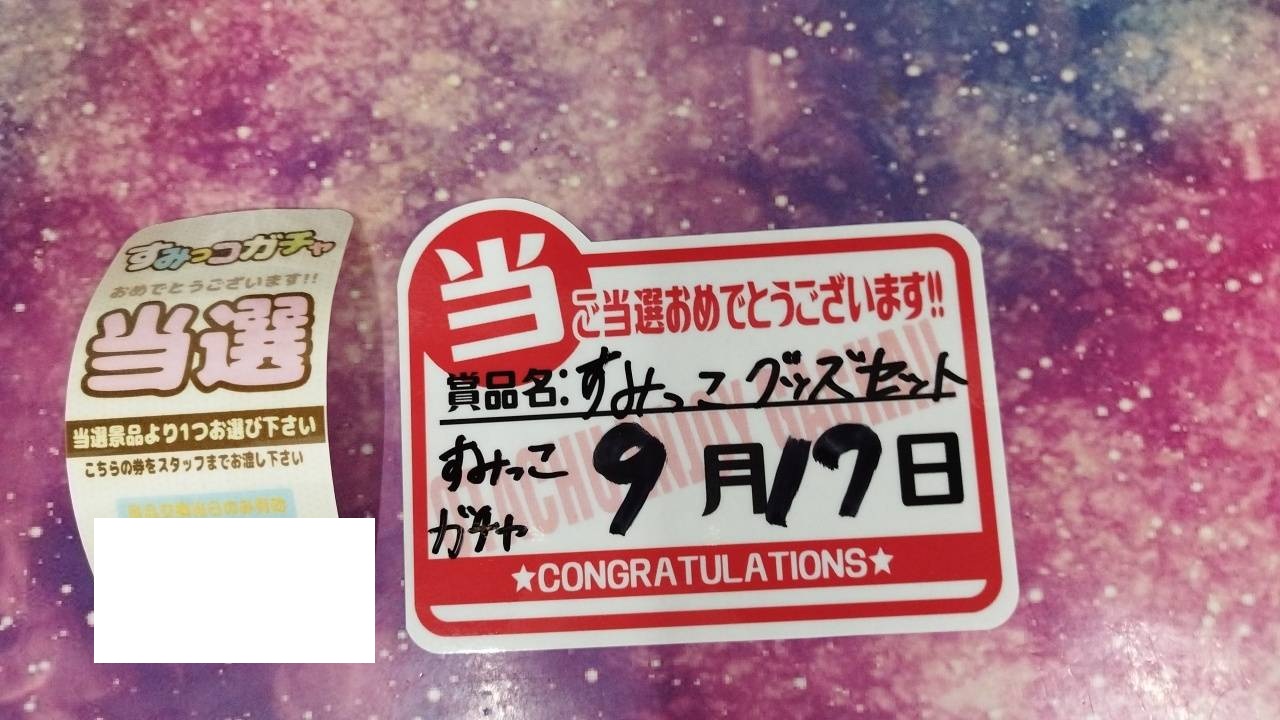 すみっコガチャ
おめでとうございます!!
当選
当選景品より1つお選び下さい
こちらの券をスタッフまでお渡し下さい
当
ご当選おめでとうございます!!
賞品名:すみっこグッズセット
すみっこ
ガチャ
9月17日
★CONGRATULATIONS★